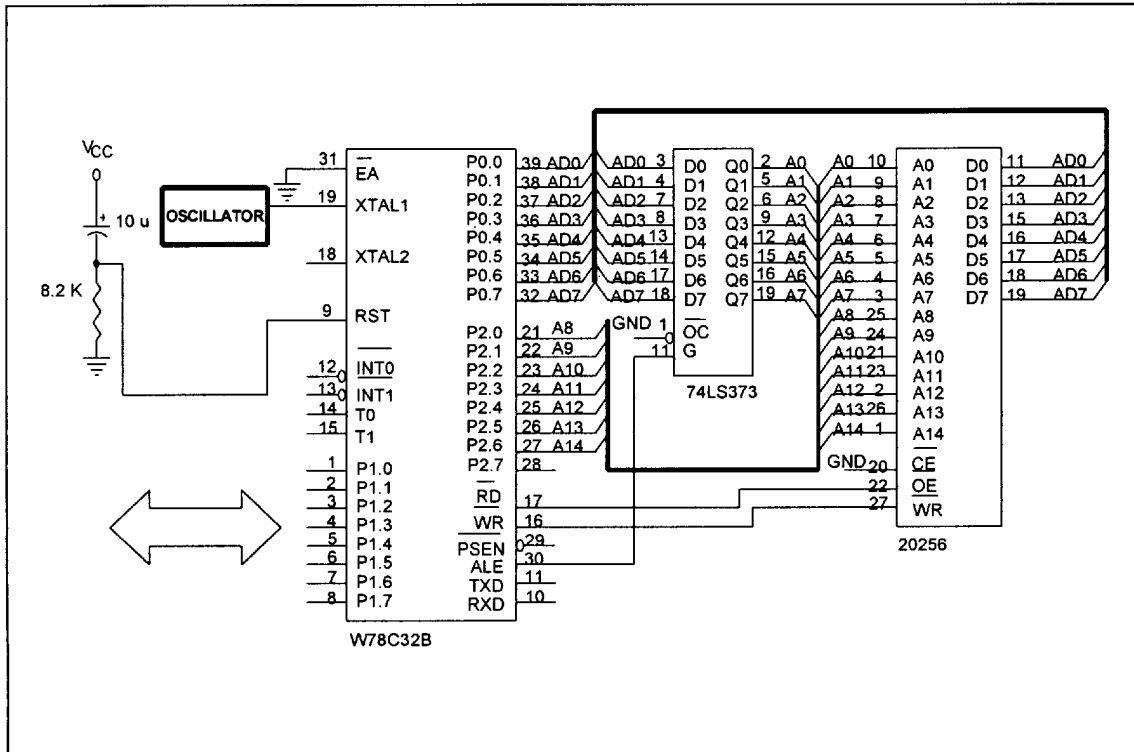 VCC
10 u
8.2 K
OSCILLATOR
31 EA
19 XTAL1
18 XTAL2
9 RST
12 INT0
13 INT1
14 T0
15 T1
1 P1.0
2 P1.1
3 P1.2
4 P1.3
5 P1.4
6 P1.5
7 P1.6
8 P1.7
P0.0 39 AD0
P0.1 38 AD1
P0.2 37 AD2
P0.3 36 AD3
P0.4 35 AD4
P0.5 34 AD5
P0.6 33 AD6
P0.7 32 AD7
P2.0 21 A8
P2.1 22 A9
P2.2 23 A10
P2.3 24 A11
P2.4 25 A12
P2.5 26 A13
P2.6 27 A14
P2.7 28
RD 17
WR 16
PSEN 29
ALE 30
TXD 11
RXD 10
W78C32B
AD0 3 D0 Q0 2 A0
AD1 4 D1 Q1 5 A1
AD2 7 D2 Q2 6 A2
AD3 8 D3 Q3 9 A3
AD4 13 D4 Q4 12 A4
AD5 14 D5 Q5 15 A5
AD6 17 D6 Q6 16 A6
AD7 18 D7 Q7 19 A7
GND 1 OC
11 G
74LS373
A0 10 A0 D0 11 AD0
A1 9 A1 D1 12 AD1
A2 8 A2 D2 13 AD2
A3 7 A3 D3 15 AD3
A4 6 A4 D4 16 AD4
A5 5 A5 D5 17 AD5
A6 4 A6 D6 18 AD6
A7 3 A7 D7 19 AD7
A8 25 A8
A9 24 A9
A10 21 A10
A11 23 A11
A12 2 A12
A13 26 A13
A14 1 A14
GND 20 CE
22 OE
27 WR
20256